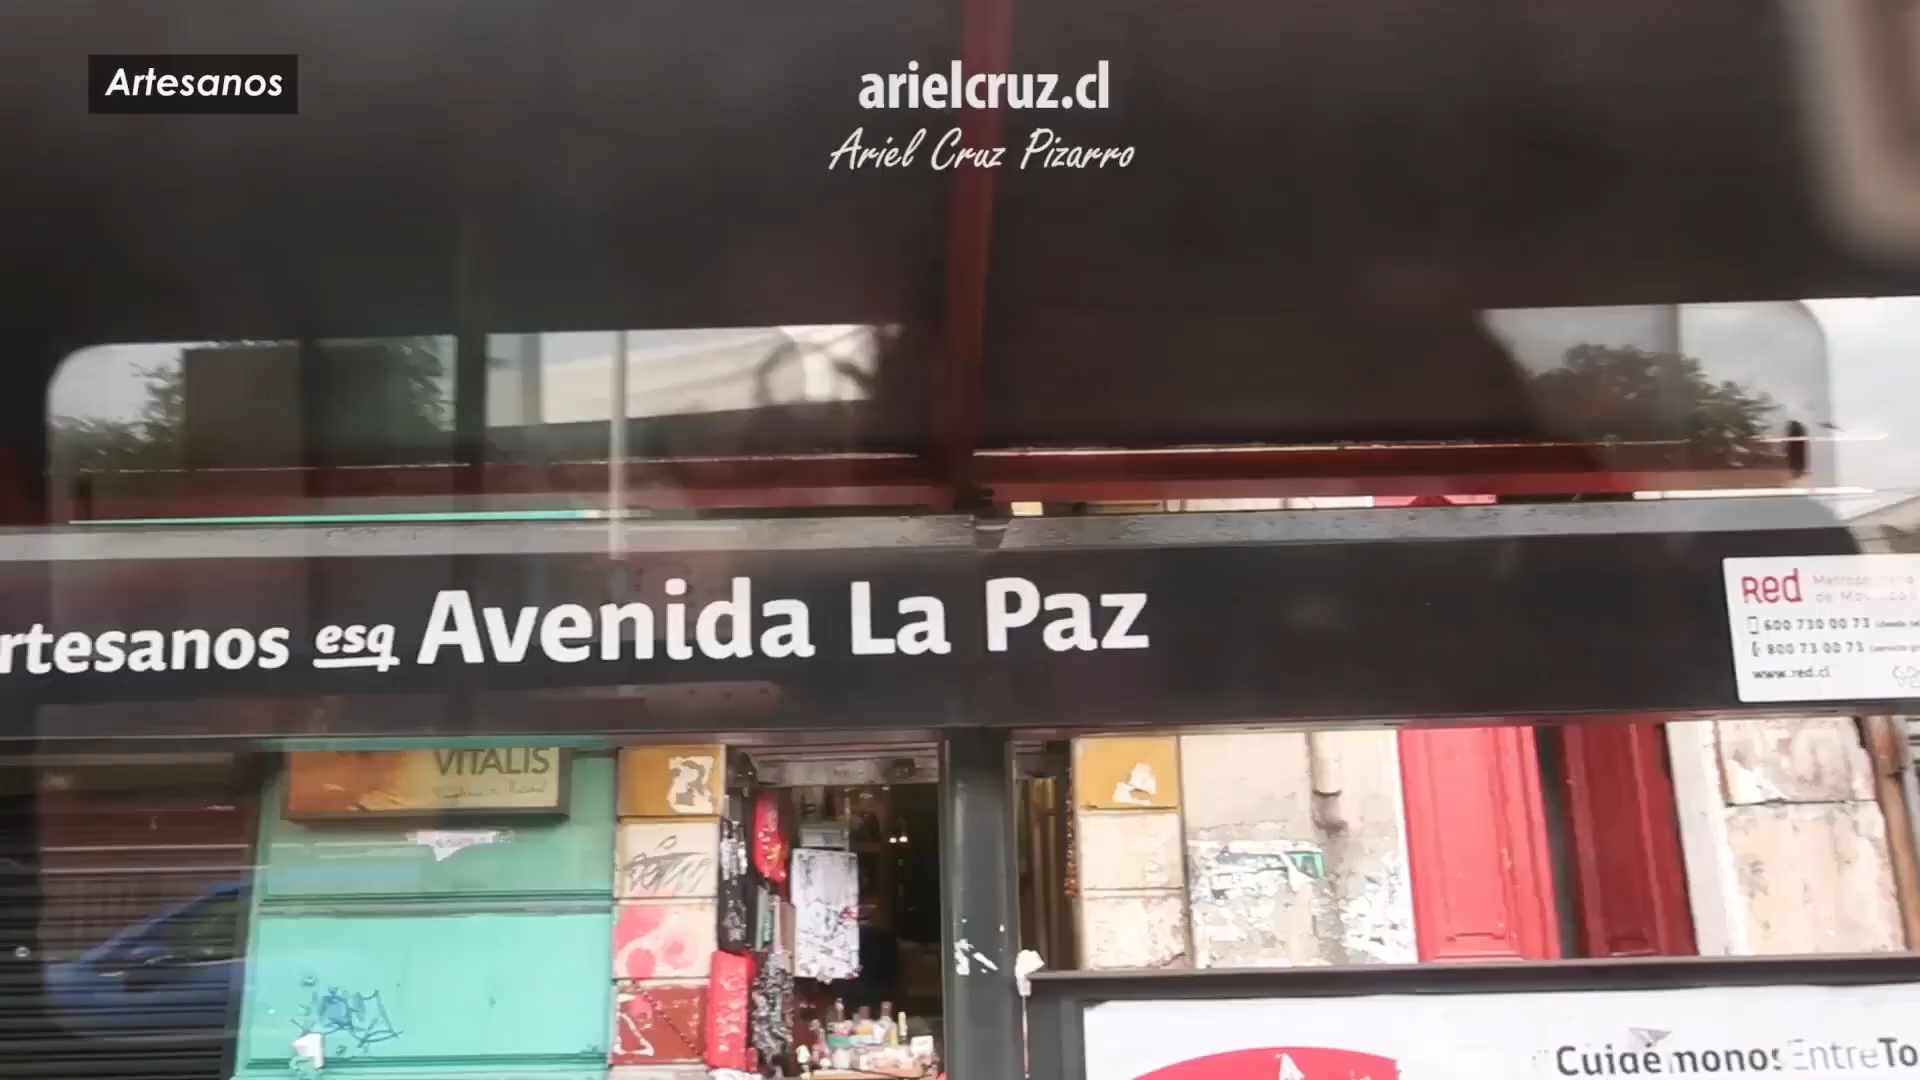 Artesanos
arielcruz.cl
Ariel Cruz Pizarro
rtesanos esq Avenida La Paz
Red
600 730 00 73
800 73 00 73
www.red.cl
VITALIS
Cuidémonos EntreTo